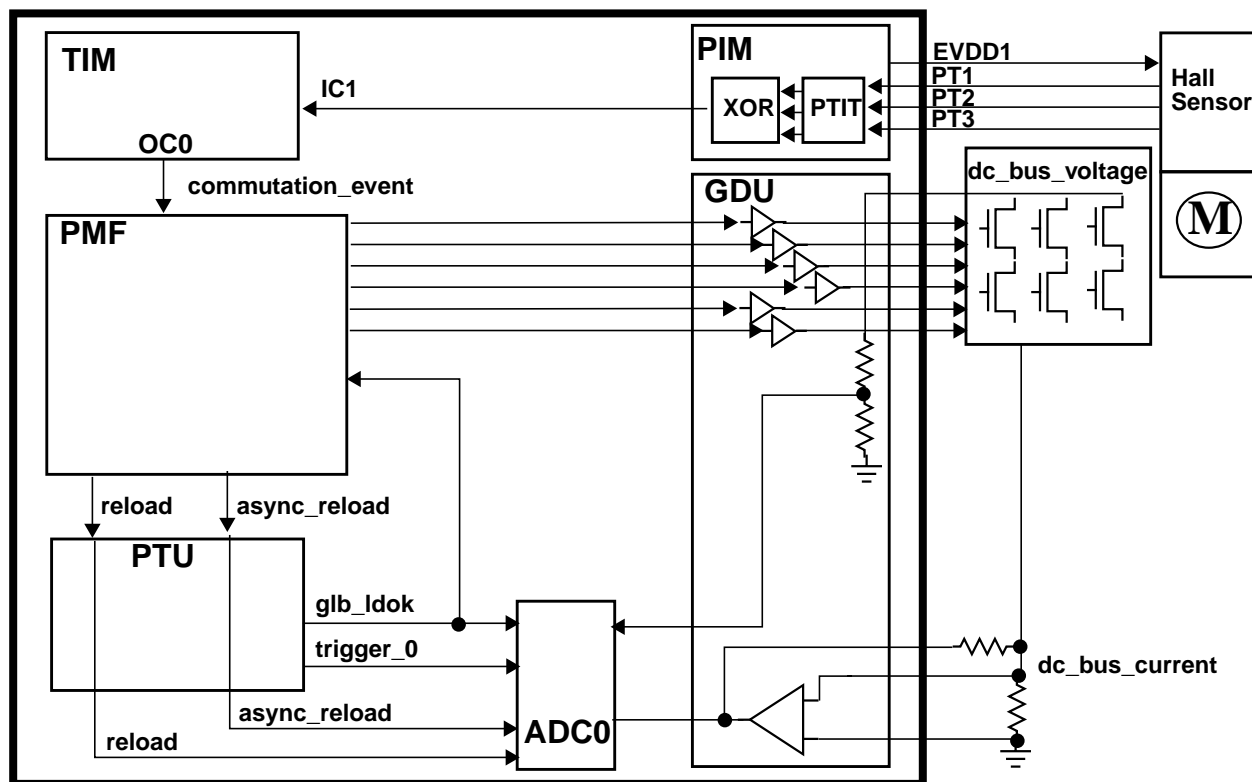 TIM
PIM
EVDD1
PT1
PT2
PT3
Hall
Sensor
IC1
XOR
PTIT
OC0
commutation_event
GDU
dc_bus_voltage
PMF
M
reload
async_reload
PTU
glb_ldok
trigger_0
dc_bus_current
async_reload
reload
ADC0